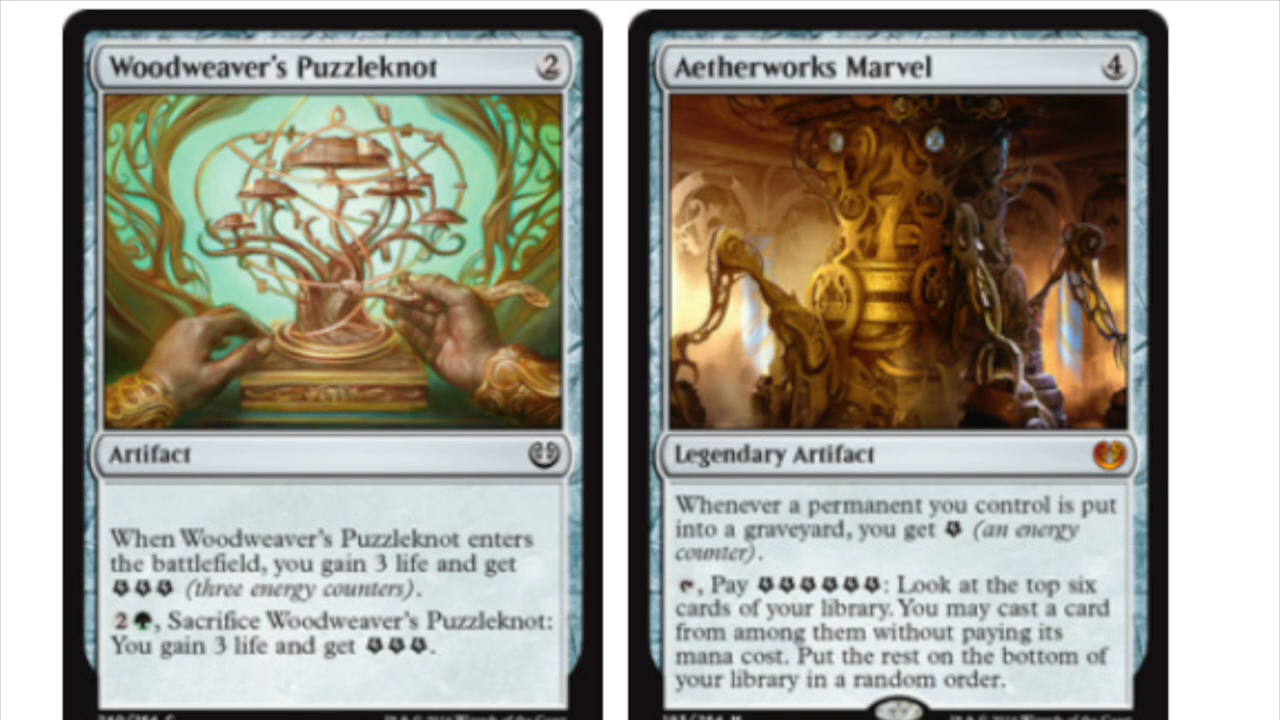 Woodweaver's Puzzleknot 2
Artifact
When Woodweaver's Puzzleknot enters
the battlefield, you gain 3 life and get
(three energy counters).
2 , Sacrifice Woodweaver's Puzzleknot:
You gain 3 life and get .
Aetherworks Marvel 4
Legendary Artifact
Whenever a permanent you control is put
into a graveyard, you get (an energy
counter).
, Pay : Look at the top six
cards of your library. You may cast a card
from among them without paying its
mana cost. Put the rest on the bottom of
your library in a random order.